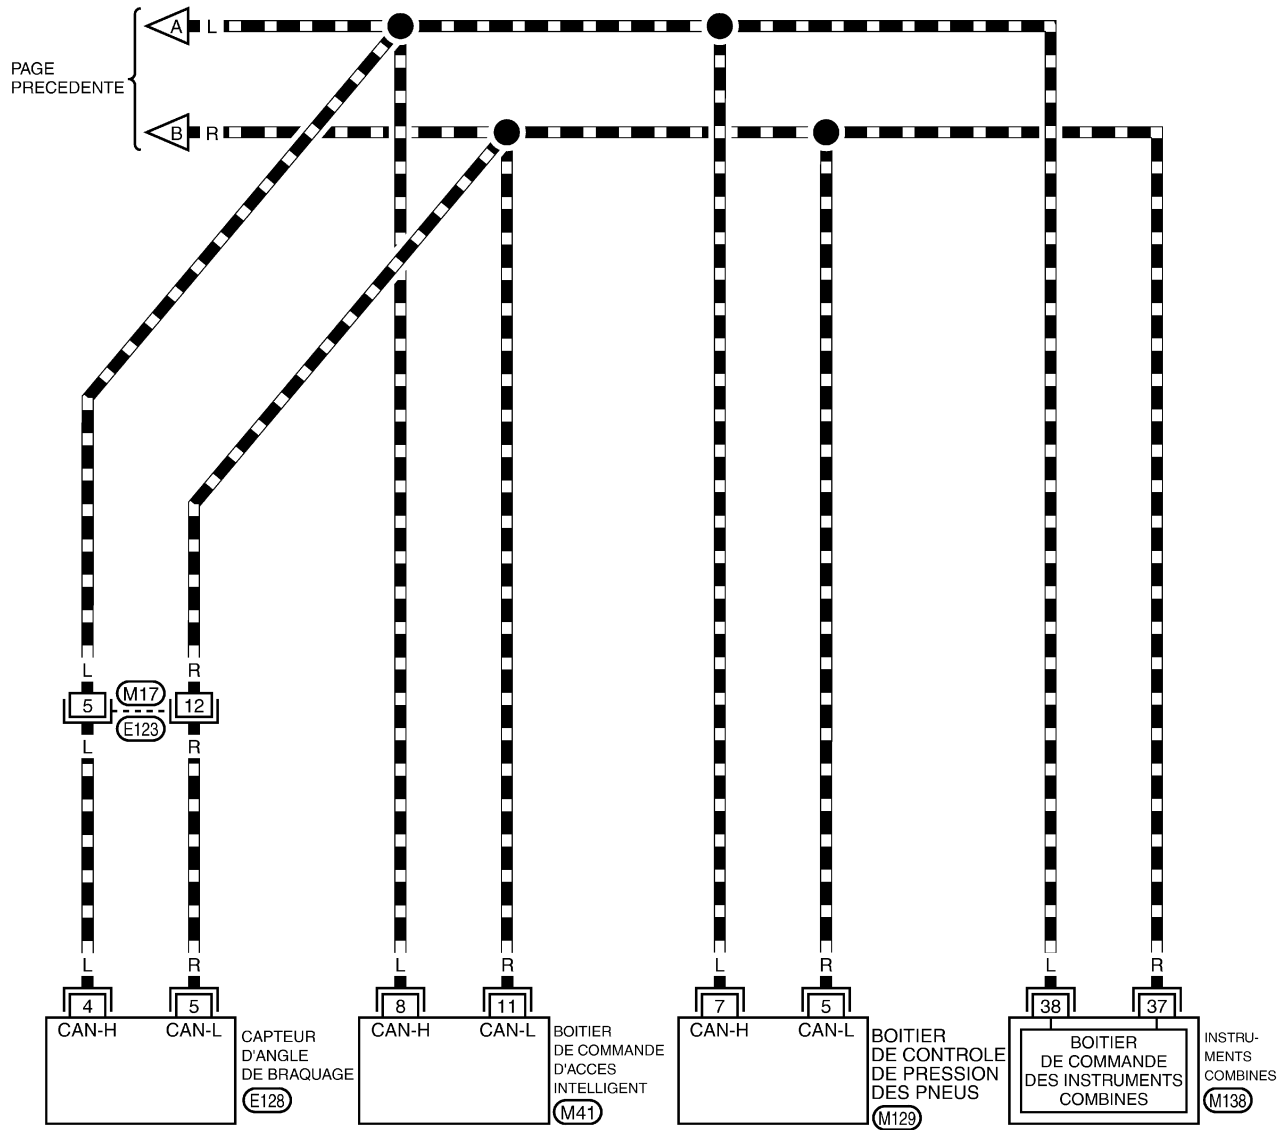 A L
PAGE
PRECEDENTE
B R
L R
5 M17 12
E123
L R
L R L R L R L R
4 5 8 11 7 5 38 37
CAN-H CAN-L CAN-H CAN-L CAN-H CAN-L
CAPTEUR
D'ANGLE
DE BRAQUAGE
E128
BOITIER
DE COMMANDE
D'ACCES
INTELLIGENT
M41
BOITIER
DE CONTROLE
DE PRESSION
DES PNEUS
M129
BOITIER
DE COMMANDE
DES INSTRUMENTS
COMBINES
INSTRU-
MENTS
COMBINES
M138